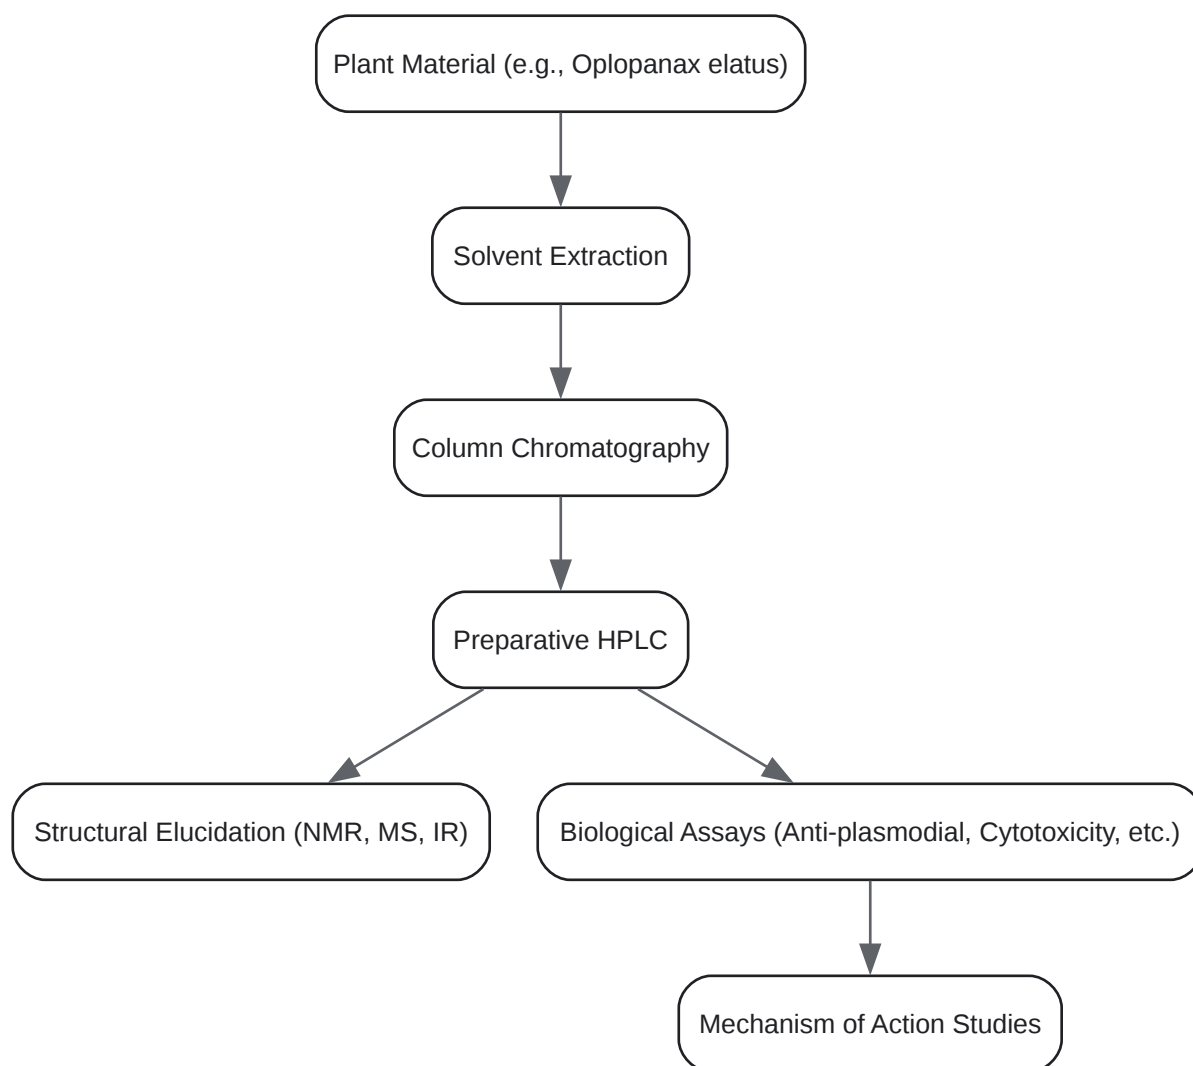 Plant Material (e.g., Oplopanax elatus)
Solvent Extraction
Column Chromatography
Preparative HPLC
Structural Elucidation (NMR, MS, IR)
Biological Assays (Anti-plasmodial, Cytotoxicity, etc.)
Mechanism of Action Studies